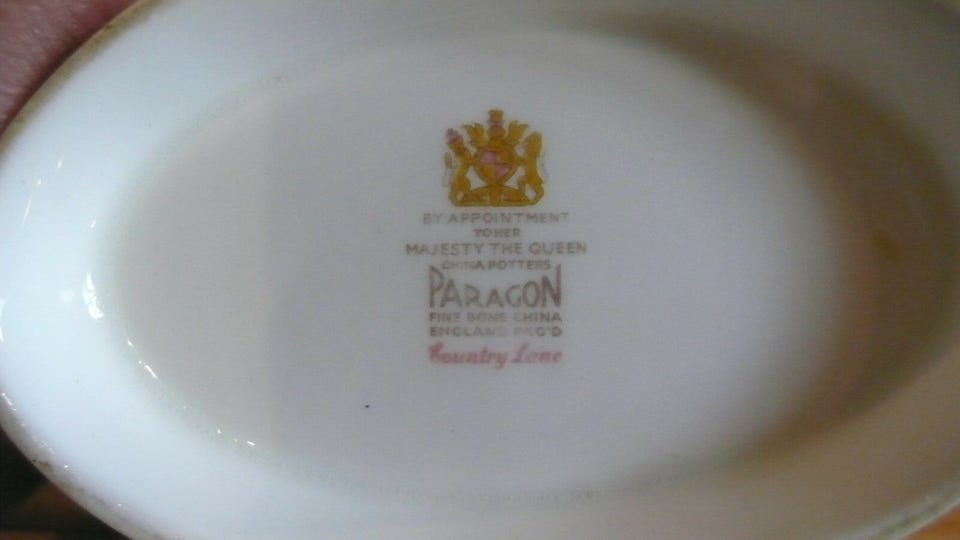 BY APPOINTMENT
TO HER
MAJESTY THE QUEEN
CHINA POTTERS
PARAGON
FINE BONE CHINA
ENGLAND REG'D
Country Lane